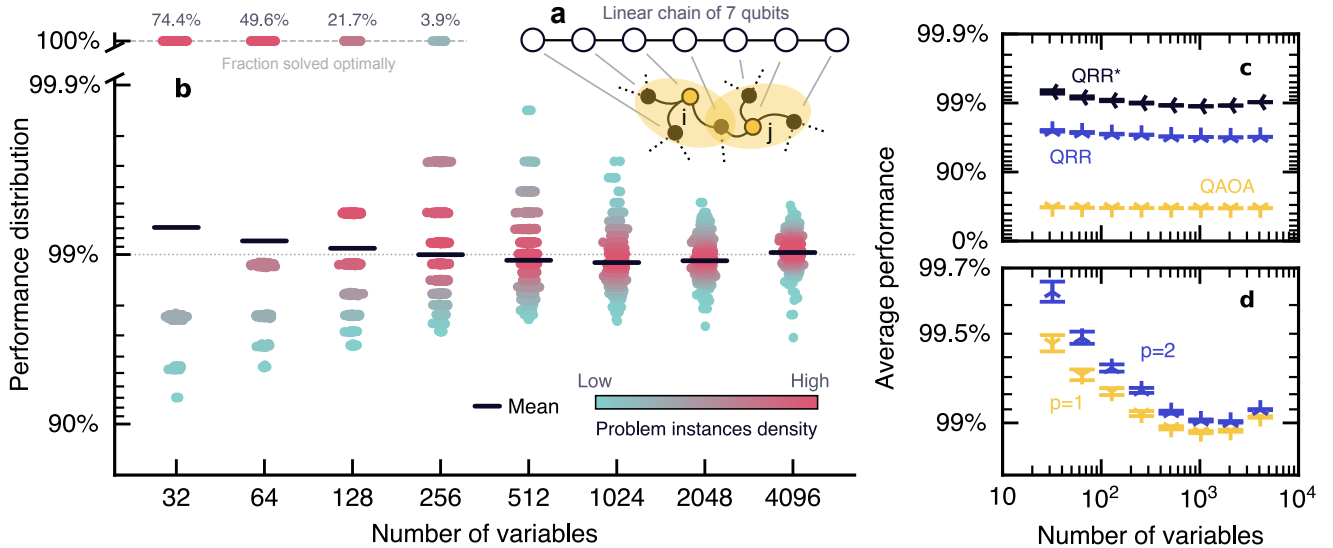 74.4%
49.6%
21.7%
3.9%
100%
Fraction solved optimally
99.9%
b
99%
90%
Performance distribution
a
Linear chain of 7 qubits
i
j
Mean
Low
High
Problem instances density
32
64
128
256
512
1024
2048
4096
Number of variables
99.9%
99%
90%
0%
c
QRR*
QRR
QAOA
Average performance
99.7%
99.5%
99%
d
p=2
p=1
10
10²
10³
10⁴
Number of variables